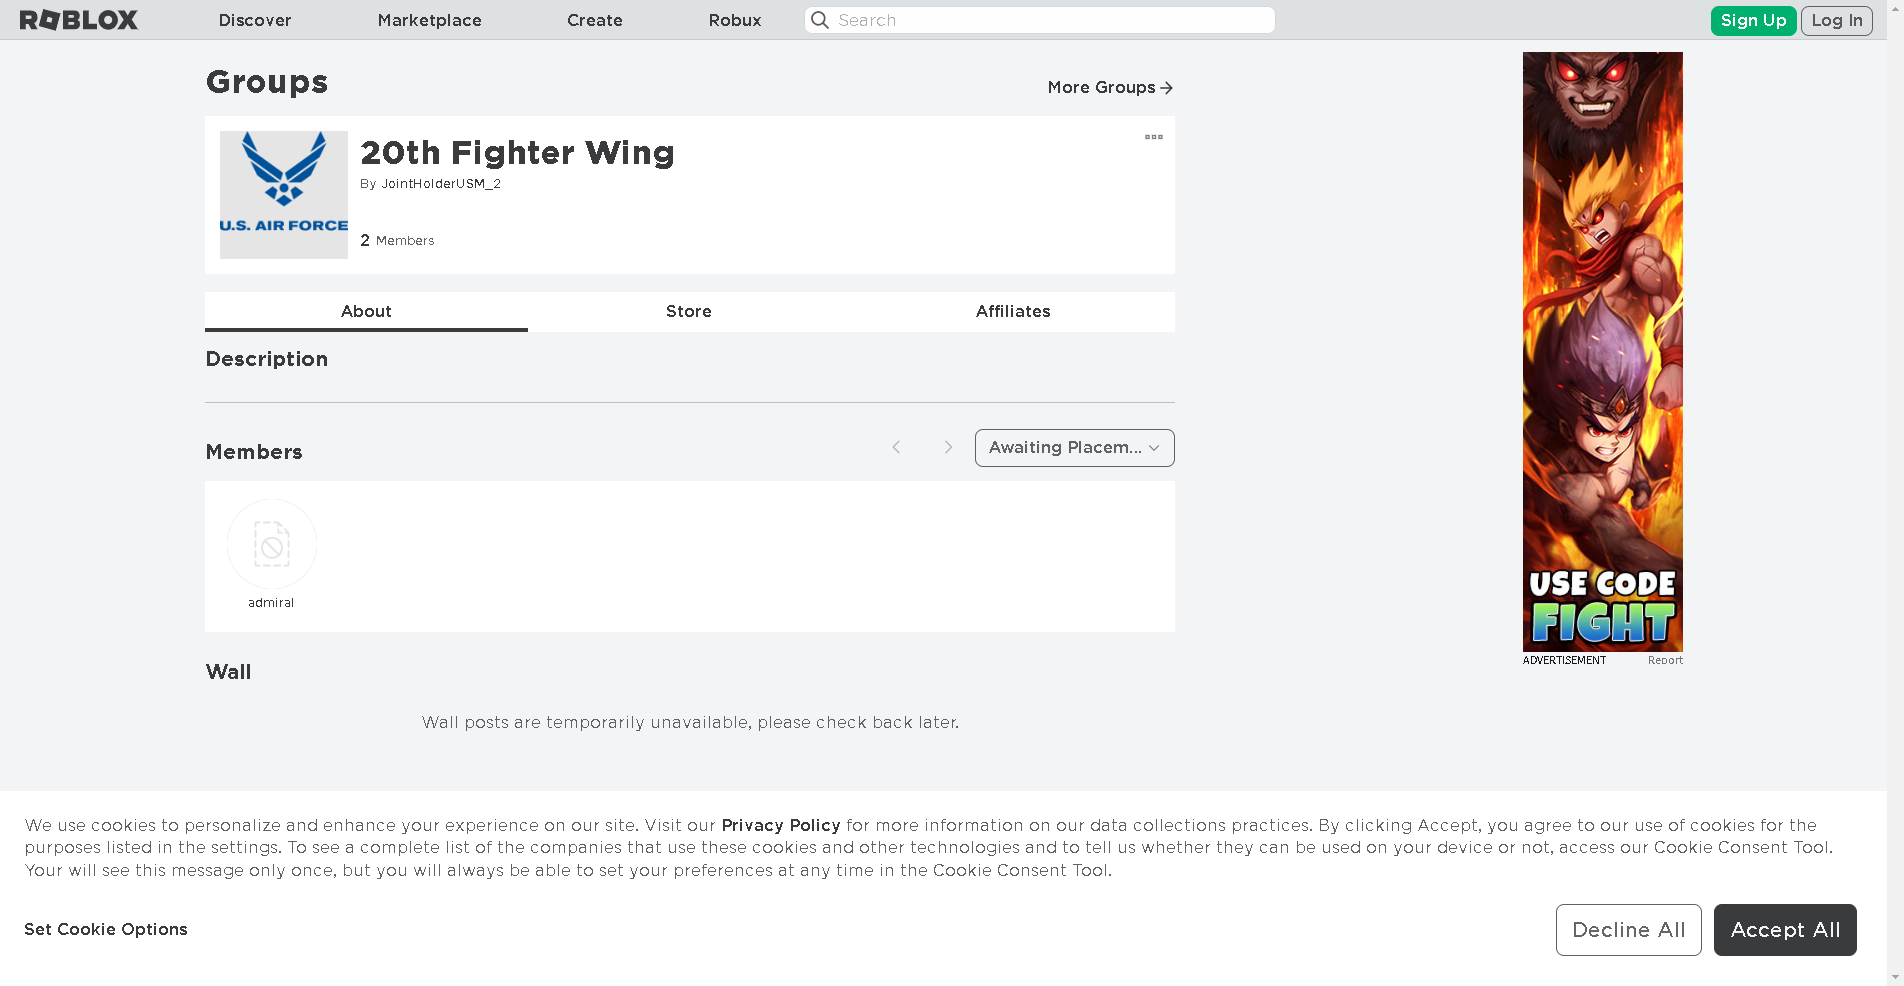 ROBLOX
Discover
Marketplace
Create
Robux
Search
Sign Up
Log In
Groups
More Groups
U.S. AIR FORCE
20th Fighter Wing
By JointHolderUSM_2
2 Members
About
Store
Affiliates
Description
Members
Awaiting Placem...
admiral
Wall
Wall posts are temporarily unavailable, please check back later.
USE CODE
FIGHT
ADVERTISEMENT
Report
We use cookies to personalize and enhance your experience on our site. Visit our Privacy Policy for more information on our data collections practices. By clicking Accept, you agree to our use of cookies for the
purposes listed in the settings. To see a complete list of the companies that use these cookies and other technologies and to tell us whether they can be used on your device or not, access our Cookie Consent Tool.
Your will see this message only once, but you will always be able to set your preferences at any time in the Cookie Consent Tool.
Set Cookie Options
Decline All
Accept All